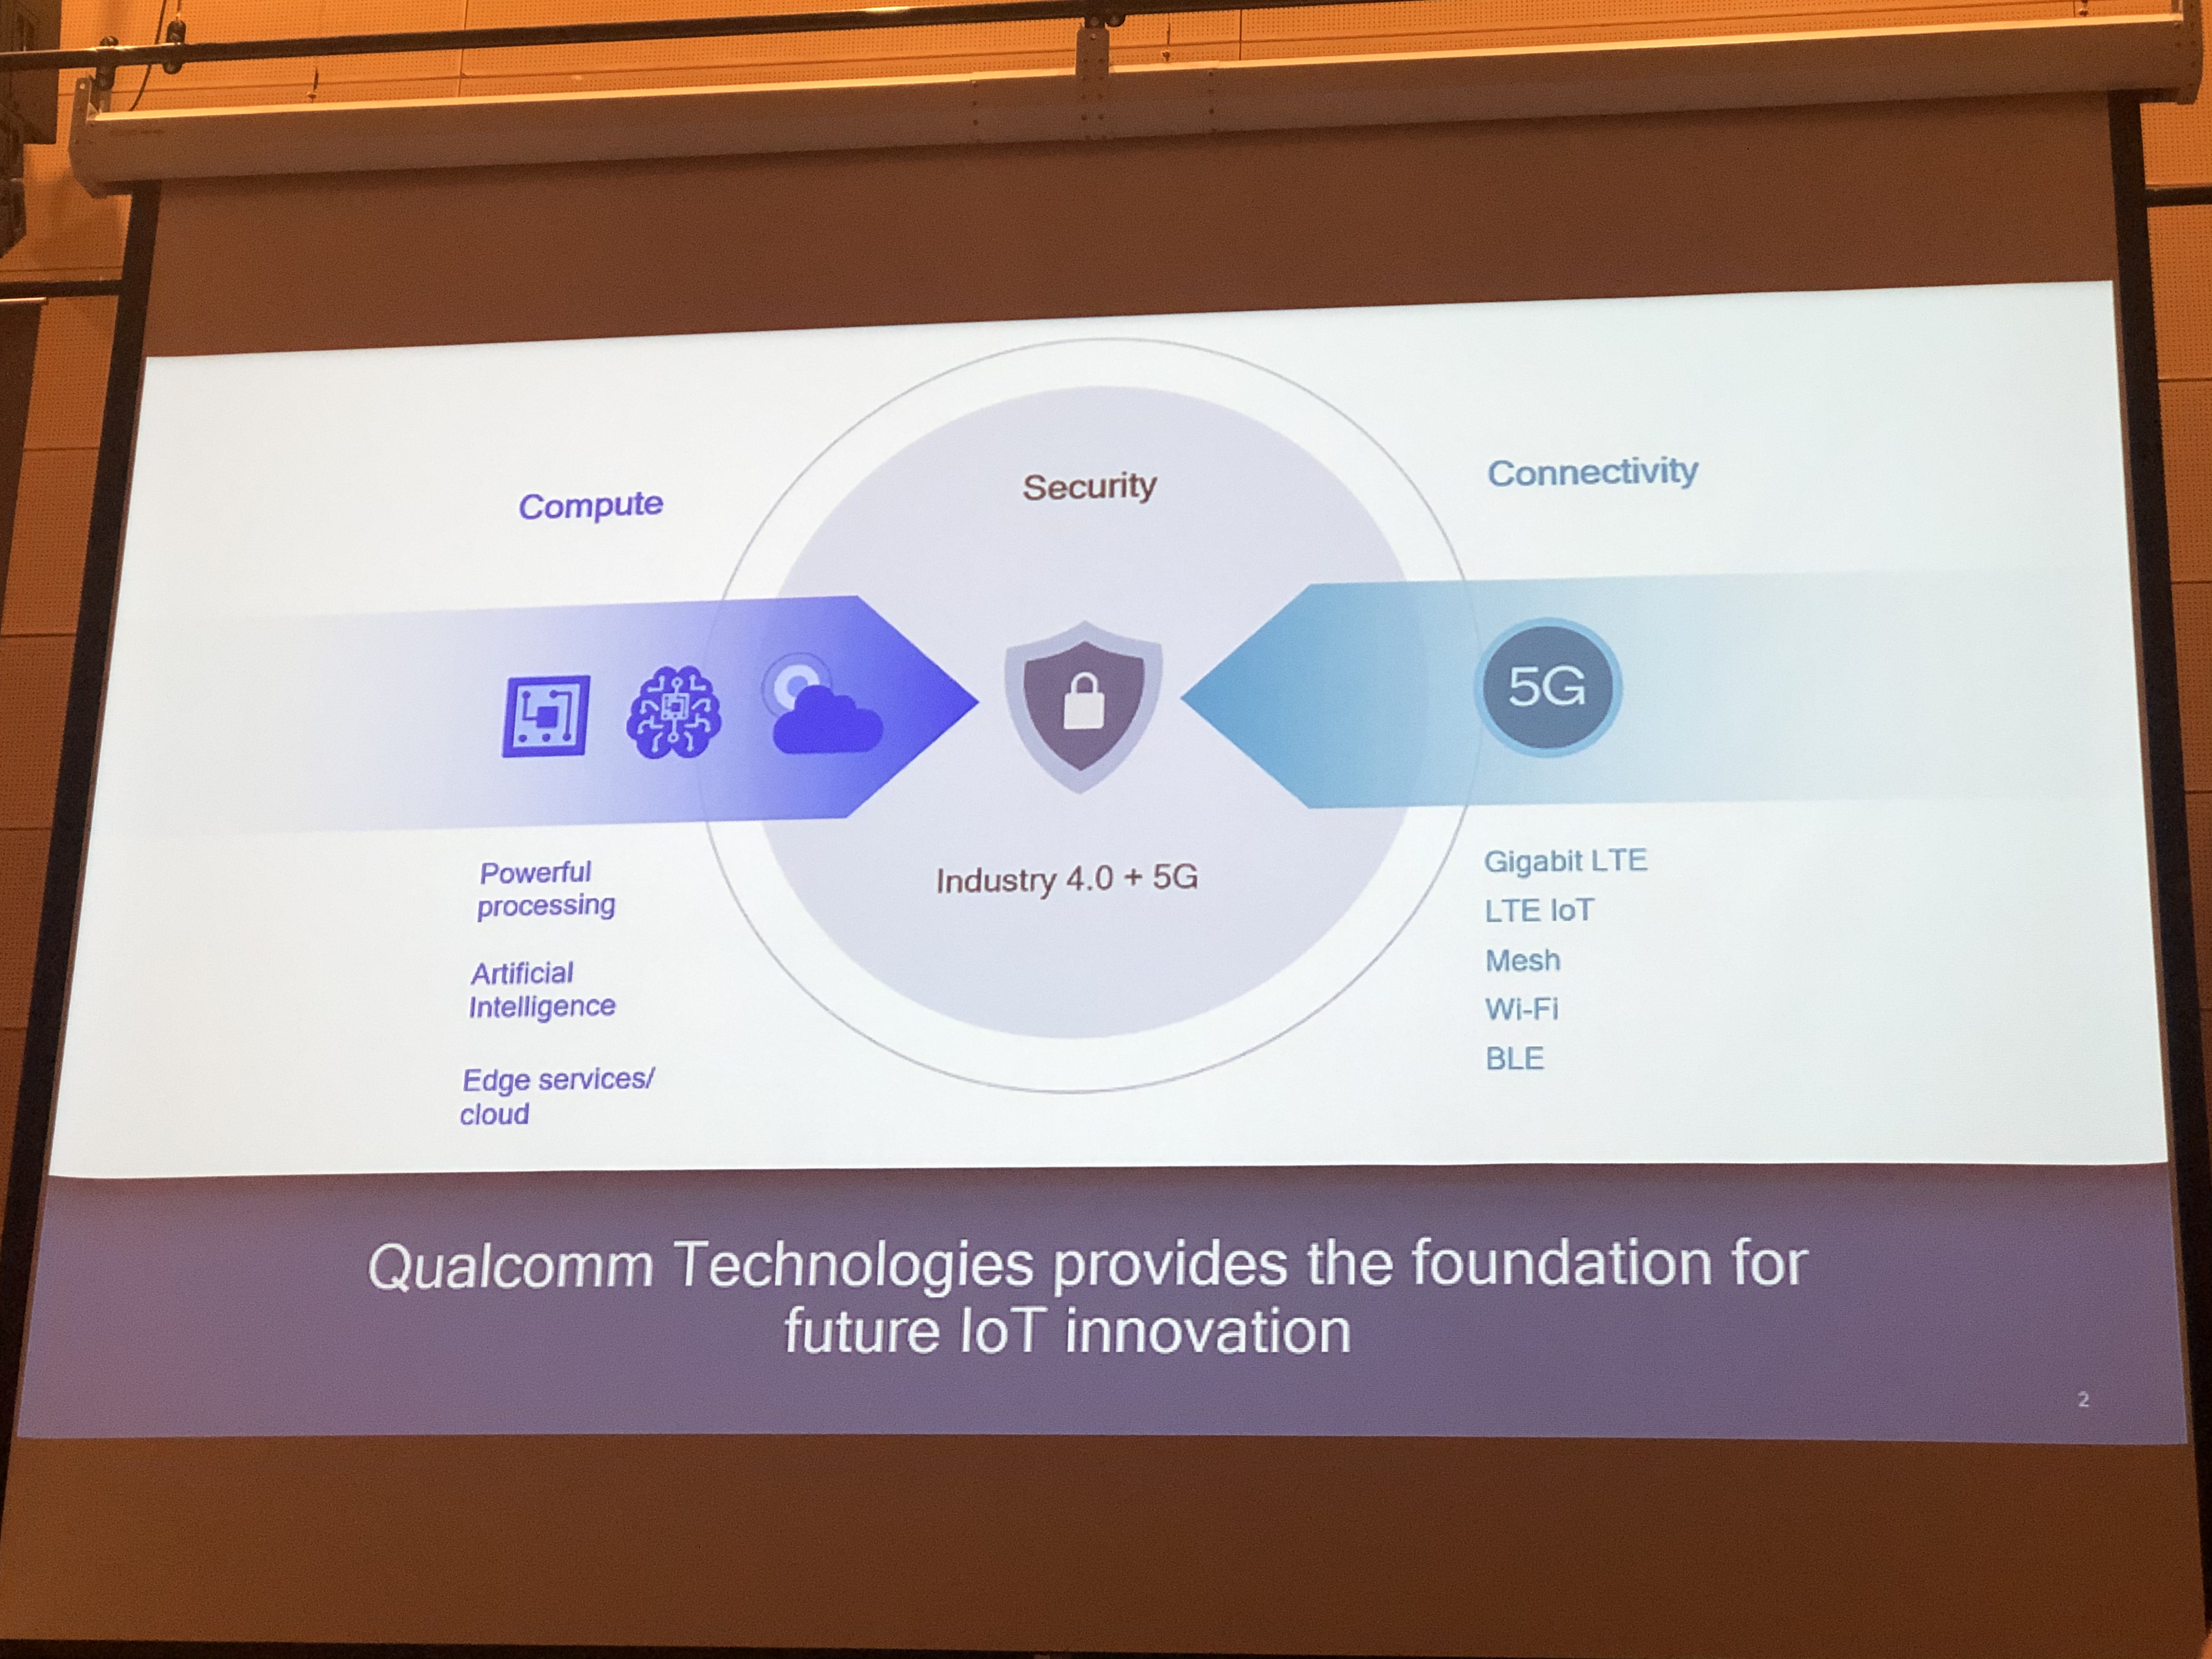 Compute
Security
Connectivity
5G
Powerful
processing
Artificial
Intelligence
Edge services/
cloud
Industry 4.0 + 5G
Gigabit LTE
LTE IoT
Mesh
Wi-Fi
BLE
Qualcomm Technologies provides the foundation for
future IoT innovation
2